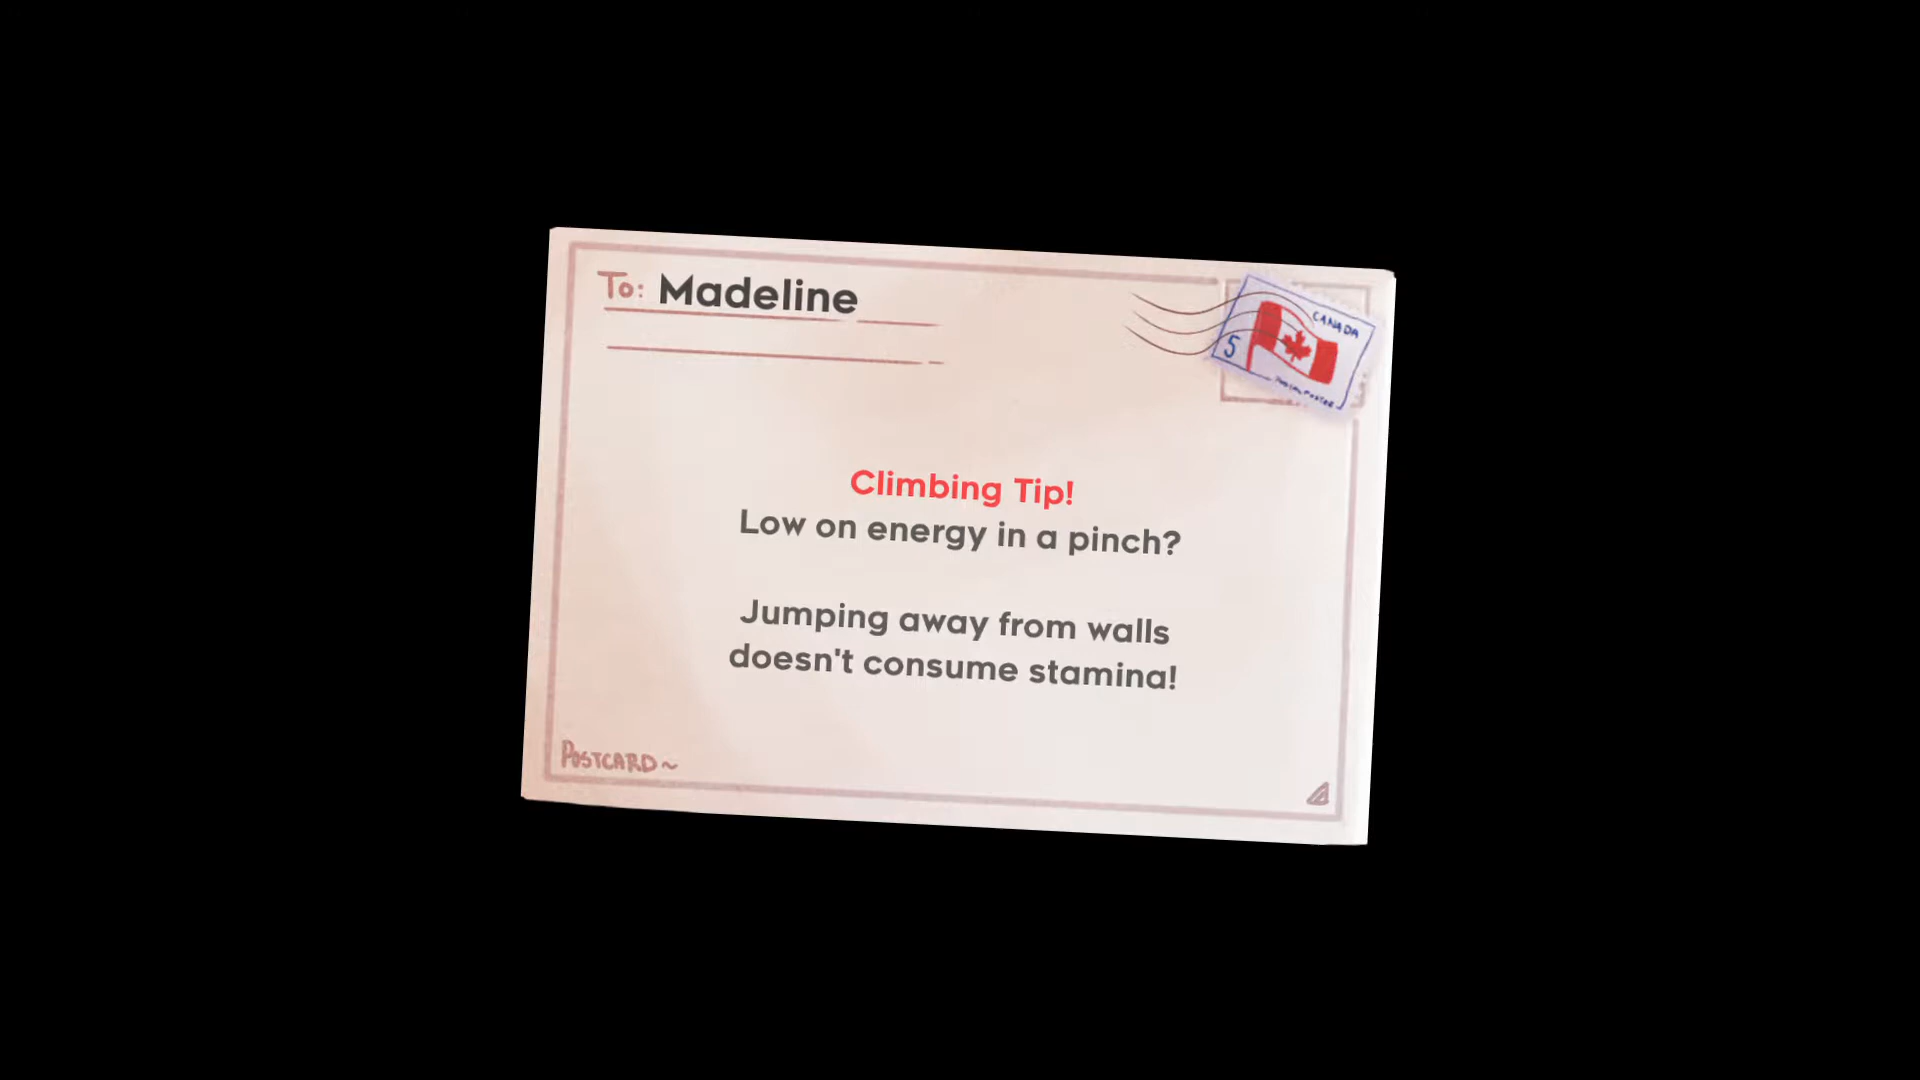 To: Madeline
CANADA
5
Climbing Tip!
Low on energy in a pinch?
Jumping away from walls
doesn't consume stamina!
POSTCARD~